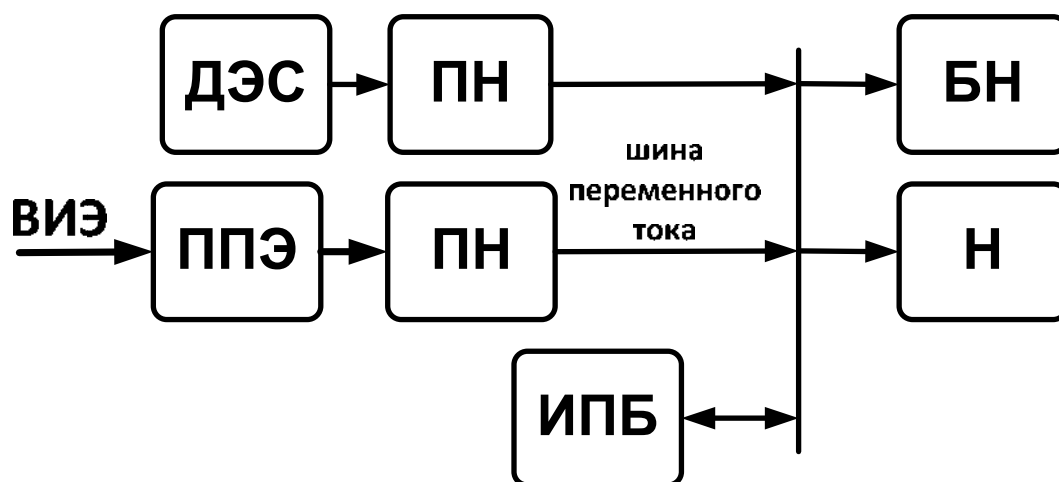 ДЭС
ПН
БН
шина
переменного
тока
ВИЭ
ППЭ
ПН
Н
ИПБ